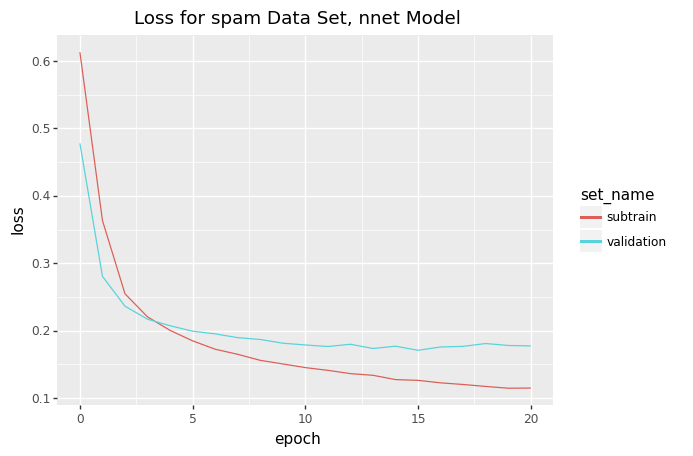 Loss for spam Data Set, nnet Model
0.6
0.5
0.4
0.3
0.2
0.1
loss
0
5
10
15
20
epoch
set_name
subtrain
validation